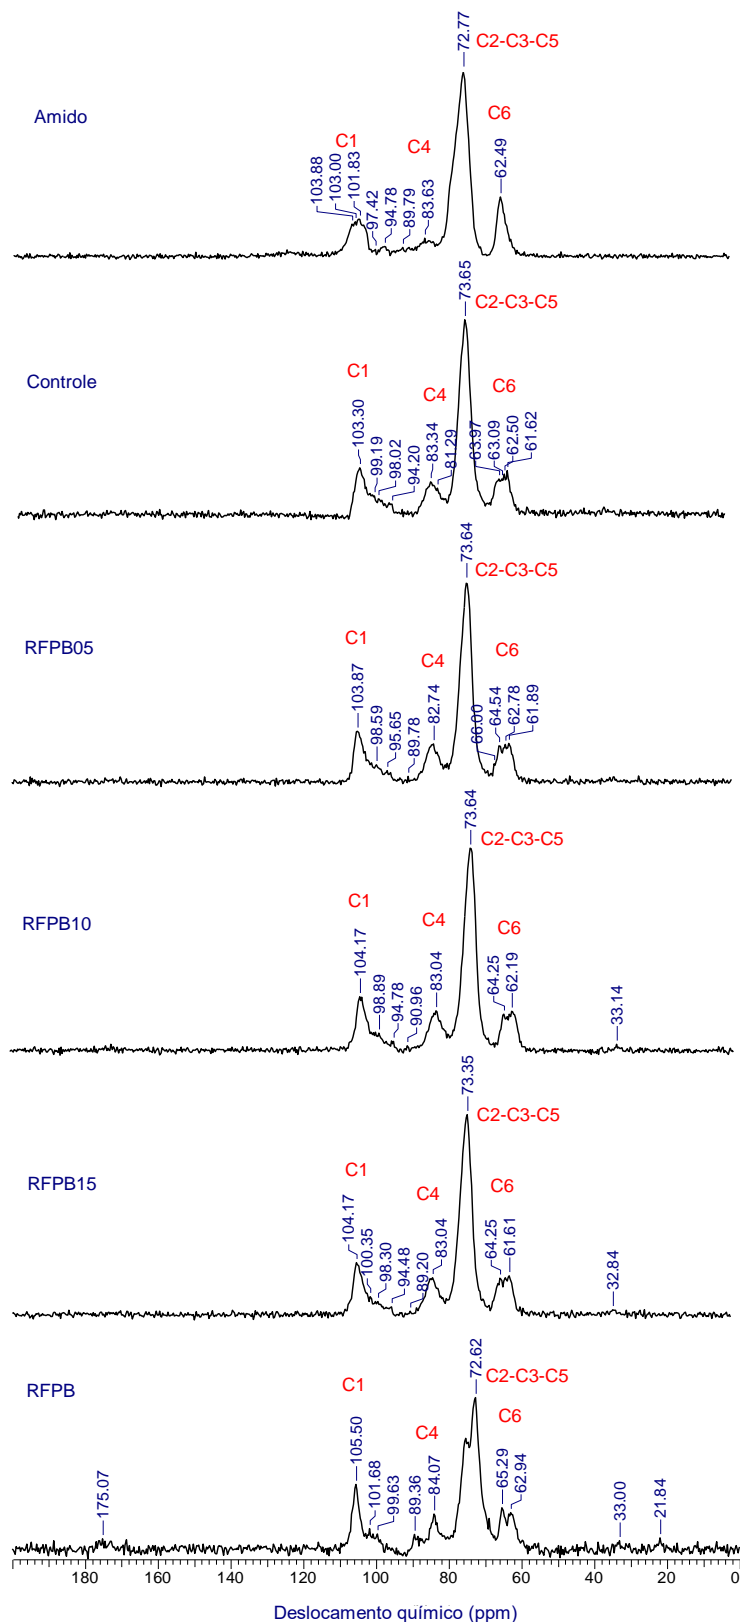 Amido
C1
C4
C2-C3-C5
C6
103.88
103.00
101.83
97.42
94.78
89.79
83.63
72.77
62.49
Controle
C1
C4
C2-C3-C5
C6
103.30
99.19
98.02
94.20
83.34
81.29
73.65
63.97
63.09
62.50
61.62
RFPB05
C1
C4
C2-C3-C5
C6
103.87
98.59
95.65
89.78
82.74
73.64
66.00
64.54
62.78
61.89
RFPB10
C1
C4
C2-C3-C5
C6
104.17
98.89
94.78
90.96
83.04
73.64
64.25
62.19
33.14
RFPB15
C1
C4
C2-C3-C5
C6
104.17
100.35
98.30
94.48
89.20
83.04
73.35
64.25
61.61
32.84
RFPB
C1
C4
C2-C3-C5
C6
175.07
105.50
101.68
99.63
89.36
84.07
72.62
65.29
62.94
33.00
21.84
180 160 140 120 100 80 60 40 20 0
Deslocamento químico (ppm)